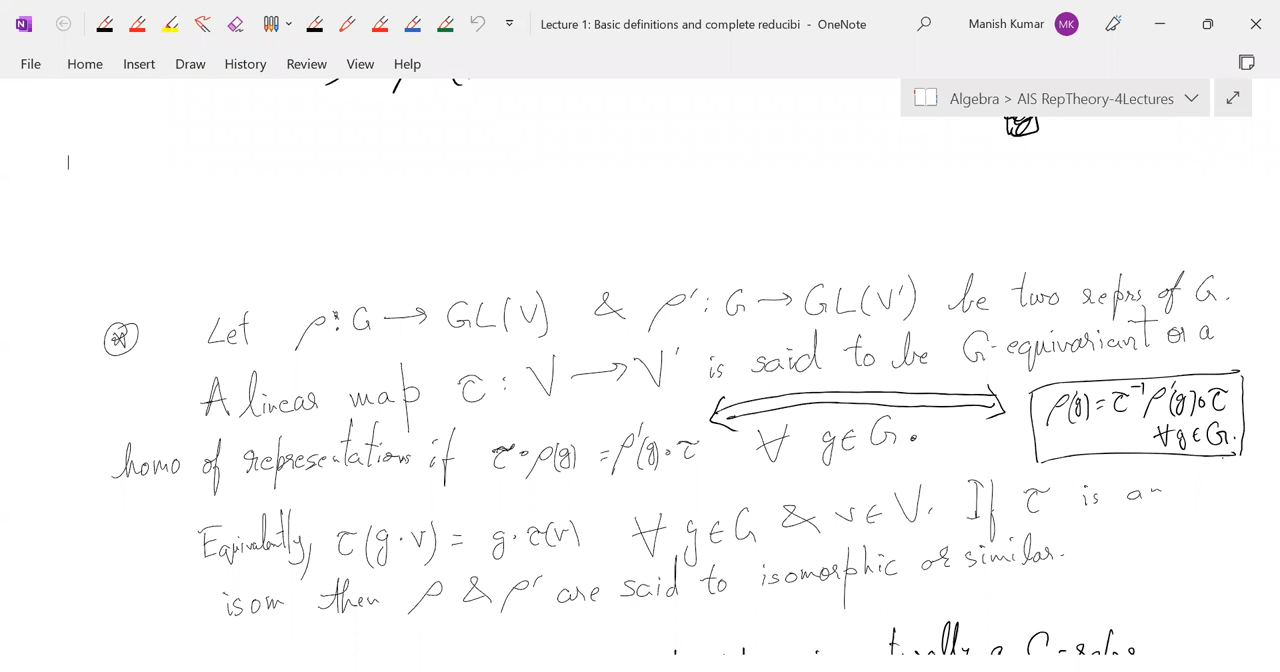 Lecture 1: Basic definitions and complete reducibi - OneNote
Manish Kumar
MK
File Home Insert Draw History Review View Help
Algebra > AIS RepTheory-4Lectures
Let ρ: G → GL(V) & ρ': G → GL(V') be two reprs of G.
A linear map τ : V → V' is said to be G-equivariant or a
homo of representations if τ∘ρ(g) = ρ'(g)∘τ ∀ g ∈ G.
ρ(g) = τ⁻¹ρ'(g)∘τ
∀ g ∈ G.
Equivalently, τ(g·v) = g·τ(v) ∀ g ∈ G & v ∈ V. If τ is an
isom then ρ & ρ' are said to isomorphic or similar.